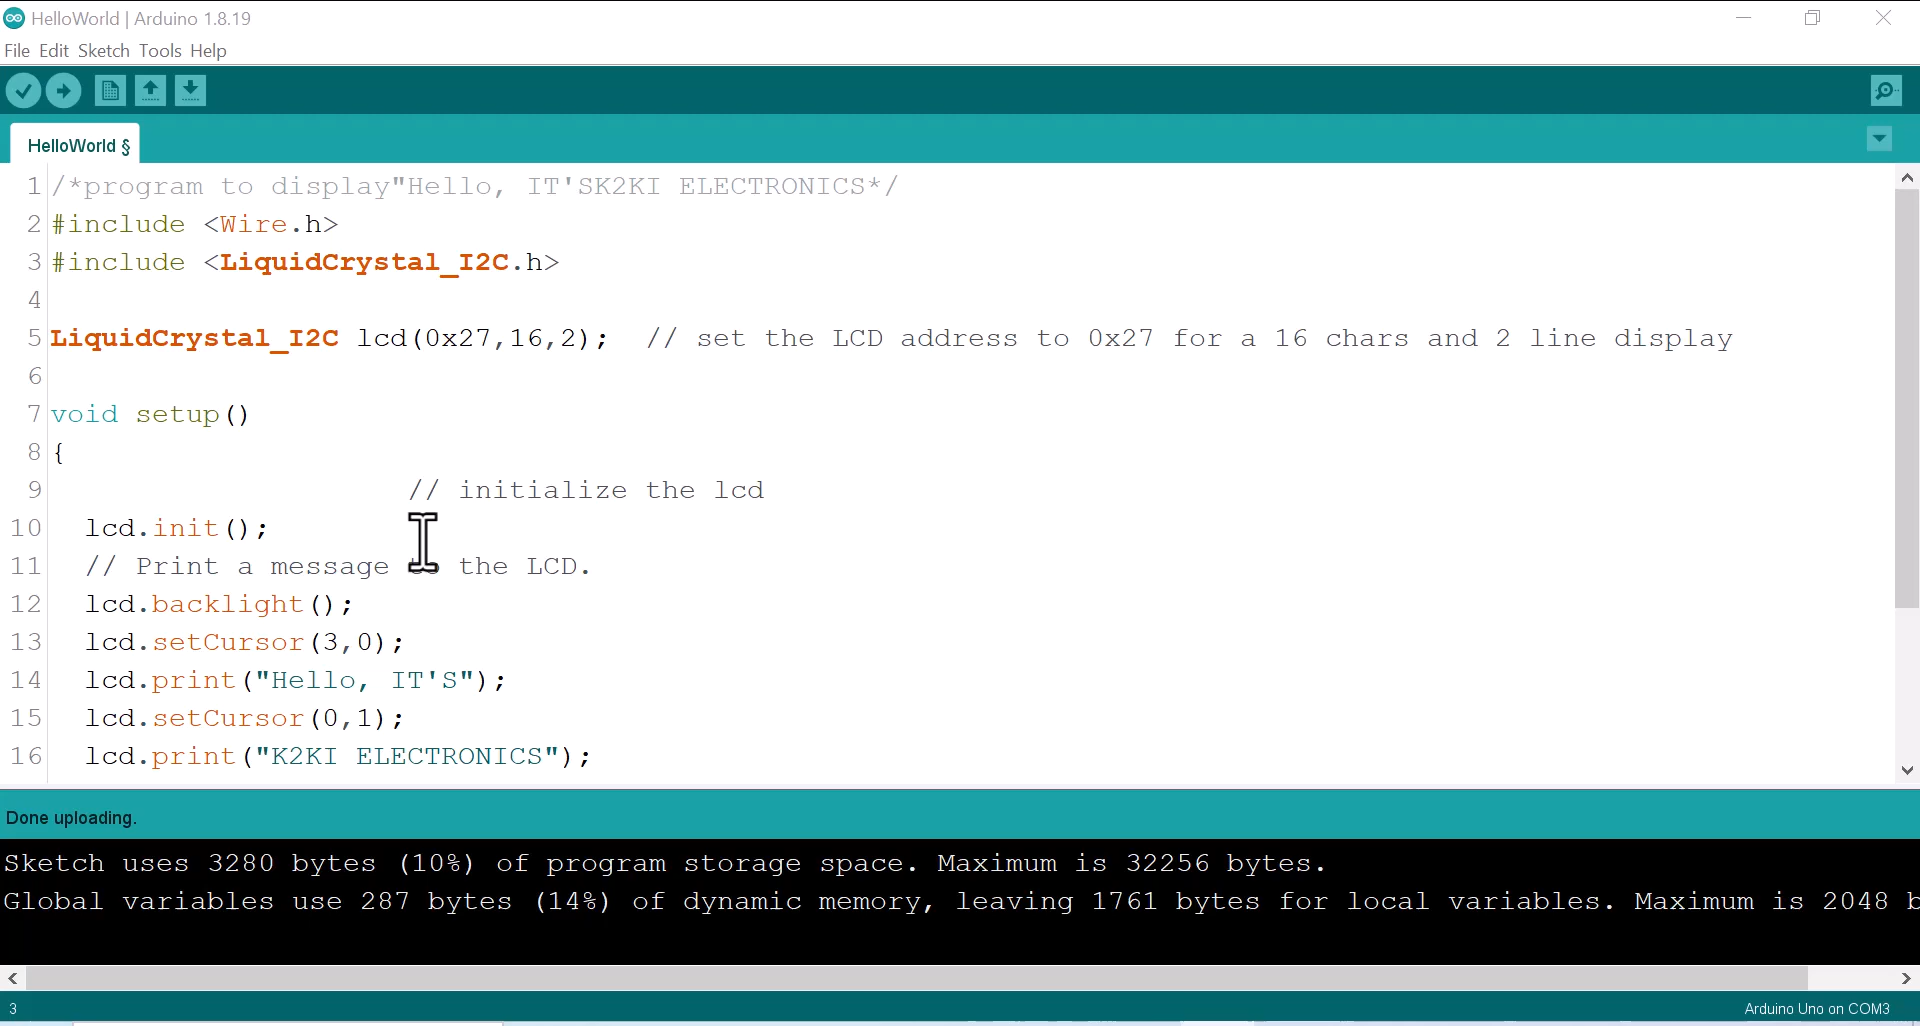 HelloWorld | Arduino 1.8.19
File Edit Sketch Tools Help
HelloWorld §
1 /*program to display"Hello, IT'SK2KI ELECTRONICS*/
2 #include <Wire.h>
3 #include <LiquidCrystal_I2C.h>
4
5 LiquidCrystal_I2C lcd(0x27,16,2);  // set the LCD address to 0x27 for a 16 chars and 2 line display
6
7 void setup()
8 {
9                      // initialize the lcd
10   lcd.init();
11   // Print a message to the LCD.
12   lcd.backlight();
13   lcd.setCursor(3,0);
14   lcd.print("Hello, IT'S");
15   lcd.setCursor(0,1);
16   lcd.print("K2KI ELECTRONICS");
Done uploading.
Sketch uses 3280 bytes (10%) of program storage space. Maximum is 32256 bytes.
Global variables use 287 bytes (14%) of dynamic memory, leaving 1761 bytes for local variables. Maximum is 2048 b
3
Arduino Uno on COM3